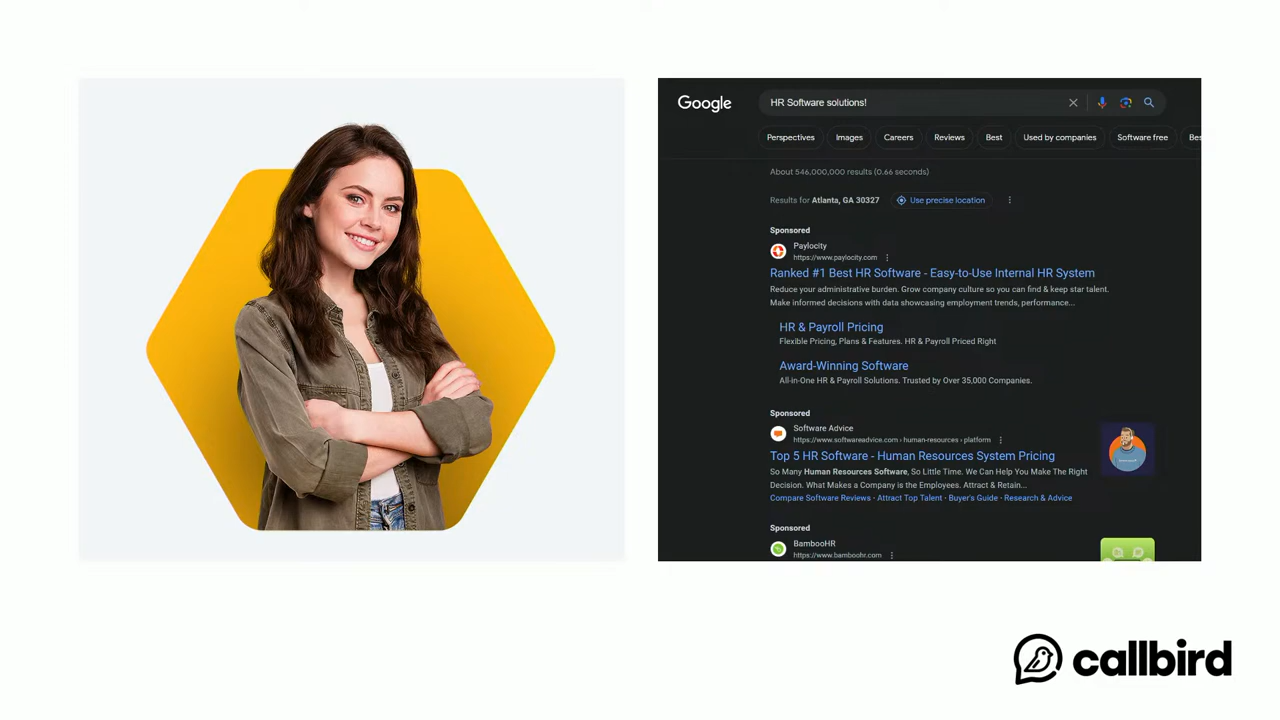 Google
HR Software solutions!
Perspectives Images Careers Reviews Best Used by companies Software free
About 546,000,000 results (0.66 seconds)
Results for Atlanta, GA 30327 Use precise location
Sponsored
Paylocity
https://www.paylocity.com
Ranked #1 Best HR Software - Easy-to-Use Internal HR System
Reduce your administrative burden. Grow company culture so you can find & keep star talent.
Make informed decisions with data showcasing employment trends, performance...
HR & Payroll Pricing
Flexible Pricing, Plans & Features. HR & Payroll Priced Right
Award-Winning Software
All-in-One HR & Payroll Solutions. Trusted by Over 35,000 Companies.
Sponsored
Software Advice
https://www.softwareadvice.com › human-resources › platform
Top 5 HR Software - Human Resources System Pricing
So Many Human Resources Software, So Little Time. We Can Help You Make The Right
Decision. What Makes a Company is the Employees. Attract & Retain...
Compare Software Reviews · Attract Top Talent · Buyer's Guide · Research & Advice
Sponsored
BambooHR
https://www.bamboohr.com
callbird